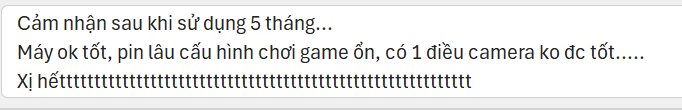 Cảm nhận sau khi sử dụng 5 tháng...
Máy ok tốt, pin lâu cấu hình chơi game ổn, có 1 điều camera ko đc tốt.....
Xị hếttttttttttttttttttttttttttttttttttttttttttttttttttttttttttt